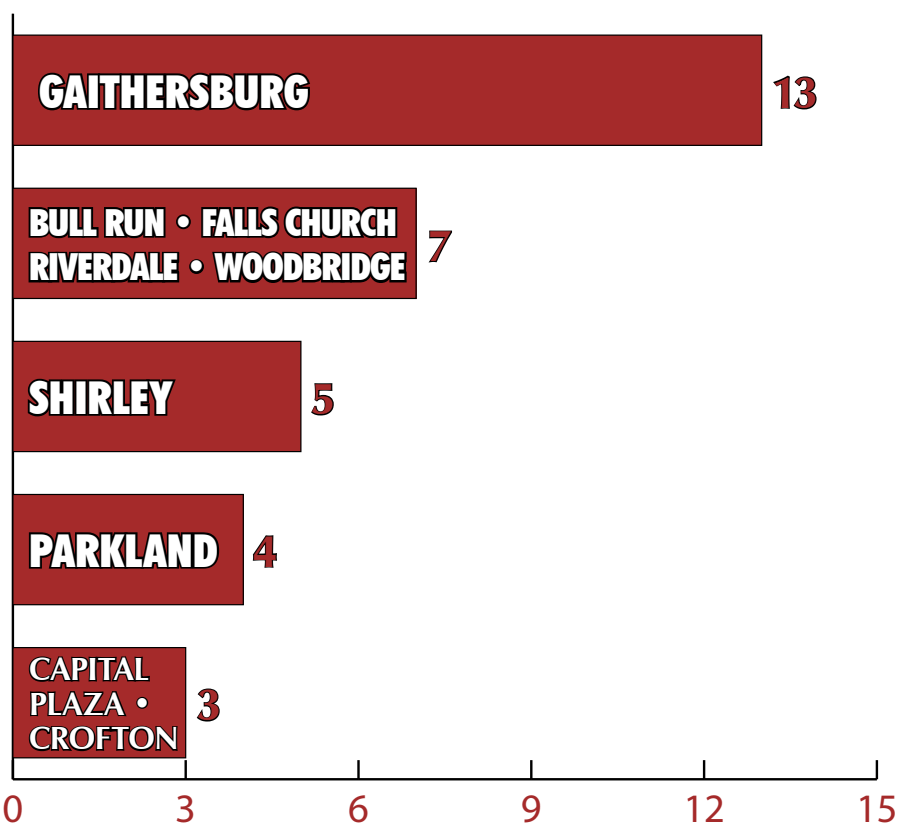 GAITHERSBURG
13
BULL RUN • FALLS CHURCH
RIVERDALE • WOODBRIDGE
7
SHIRLEY
5
PARKLAND
4
CAPITAL
PLAZA •
CROFTON
3
0 3 6 9 12 15